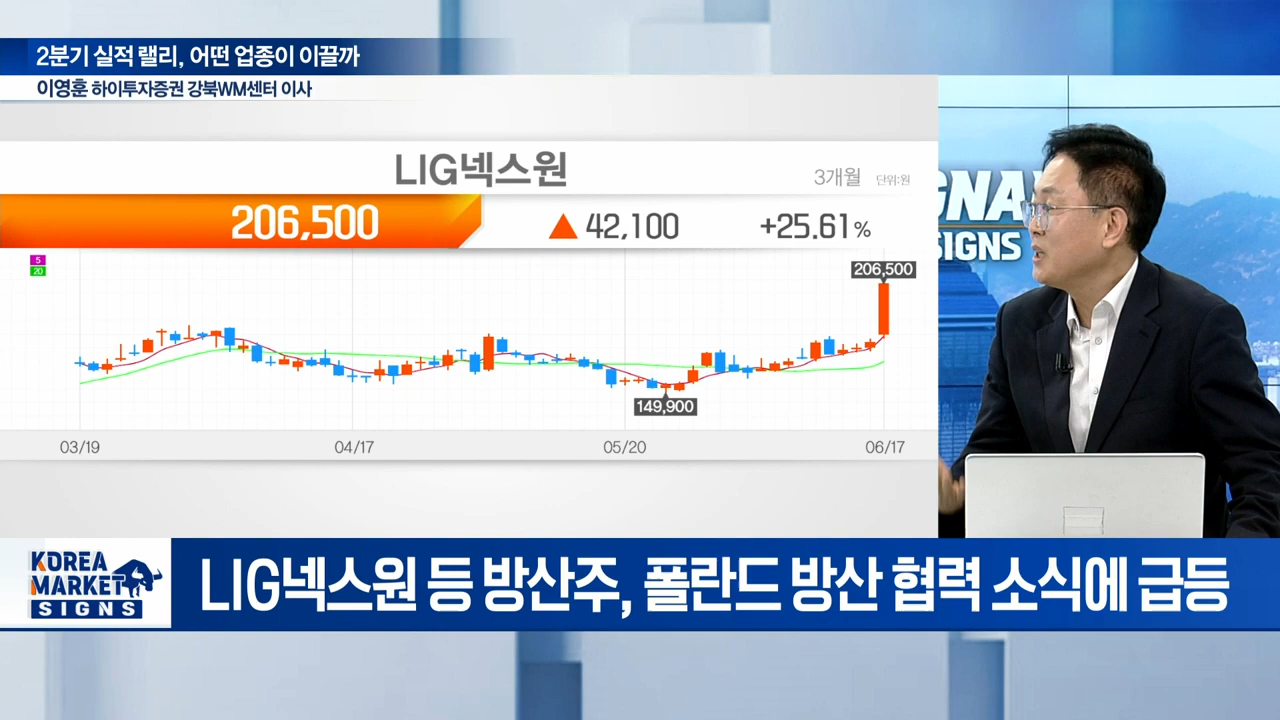 2분기 실적 랠리, 어떤 업종이 이끌까
이영훈 하이투자증권 강북WM센터 이사
LIG넥스원
3개월 단위:원
206,500 ▲ 42,100 +25.61%
5
20
206,500
149,900
03/19 04/17 05/20 06/17
SIGNS
KOREA
MARKET
SIGNS
LIG넥스원 등 방산주, 폴란드 방산 협력 소식에 급등